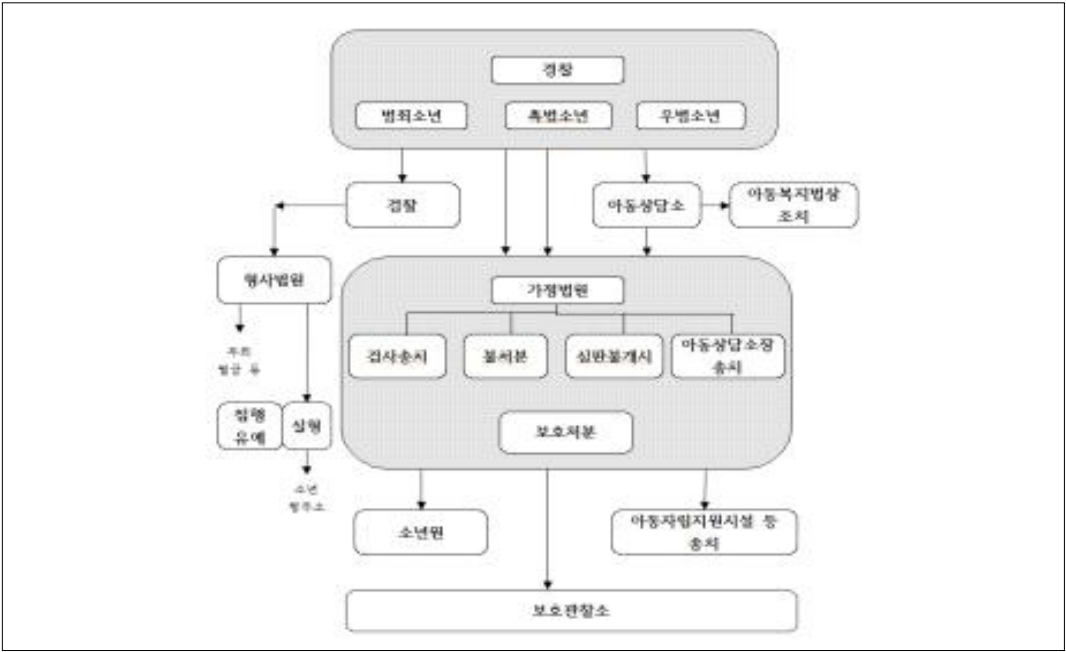 경찰
범죄소년
촉법소년
우범소년
검찰
아동상담소
아동복지법상
조치
형사법원
가정법원
검사송치
불처분
심판불개시
아동상담소장
송치
무죄
벌금 등
집행
유예
실형
보호처분
소년
형무소
소년원
아동자립지원시설 등
송치
보호관찰소